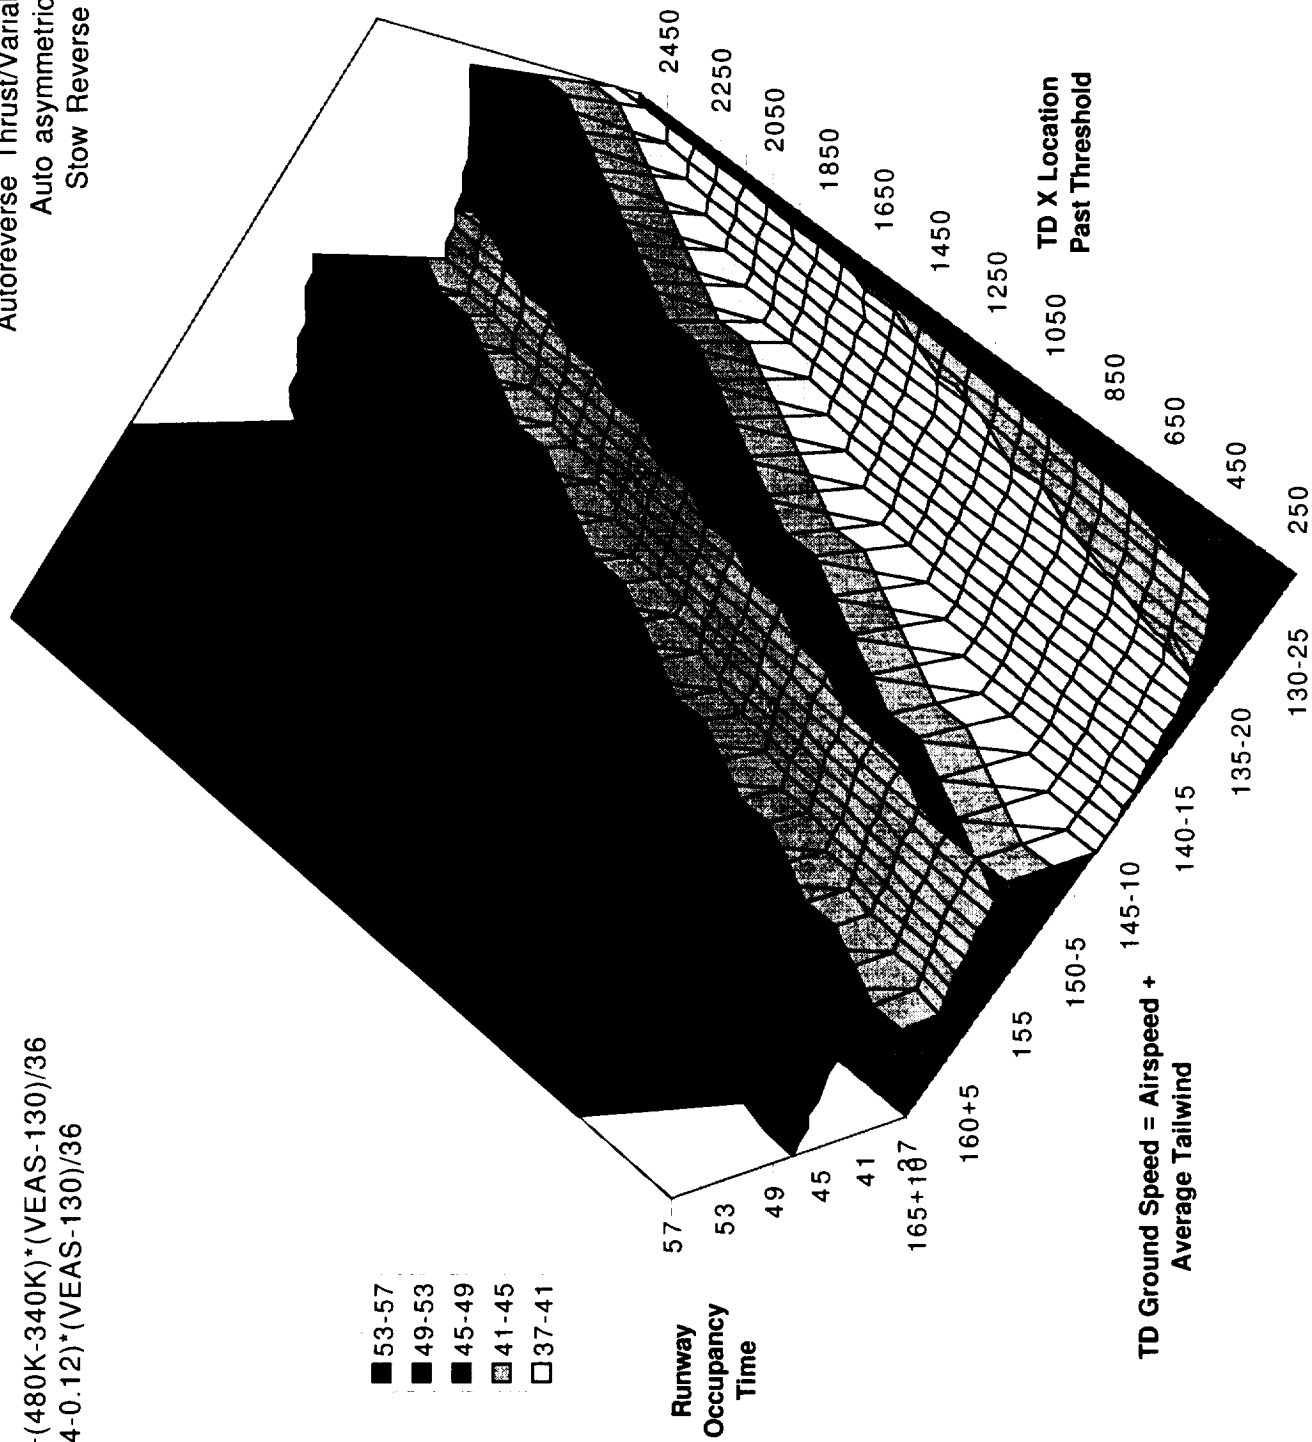 -(480K-340K)*(VEAS-130)/36
4-0.12)*(VEAS-130)/36
Autoreverse Thrust/Varial
Auto asymmetric
Stow Reverse
53-57
49-53
45-49
41-45
37-41
Runway
Occupancy
Time
57
53
49
45
41
37
165+10
160+5
155
150-5
145-10
140-15
135-20
130-25
TD Ground Speed = Airspeed +
Average Tailwind
250
450
650
850
1050
1250
1450
1650
1850
2050
2250
2450
TD X Location
Past Threshold